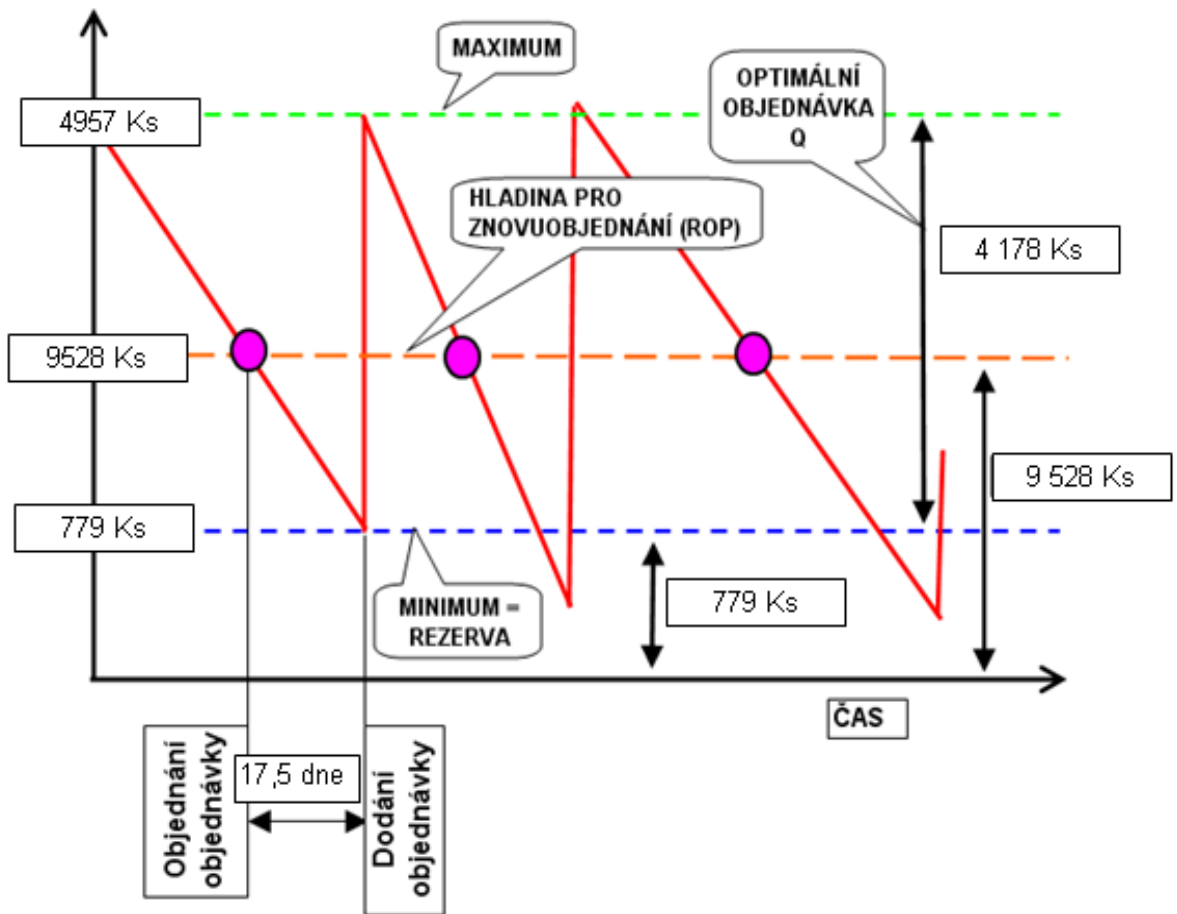 MAXIMUM
OPTIMÁLNÍ
OBJEDNÁVKA
Q
4957 Ks
HLADINA PRO
ZNOVUOBJEDNÁNÍ (ROP)
4 178 Ks
9528 Ks
9 528 Ks
779 Ks
MINIMUM =
REZERVA
779 Ks
ČAS
Objednání
objednávky
17,5 dne
Dodání
objednávky